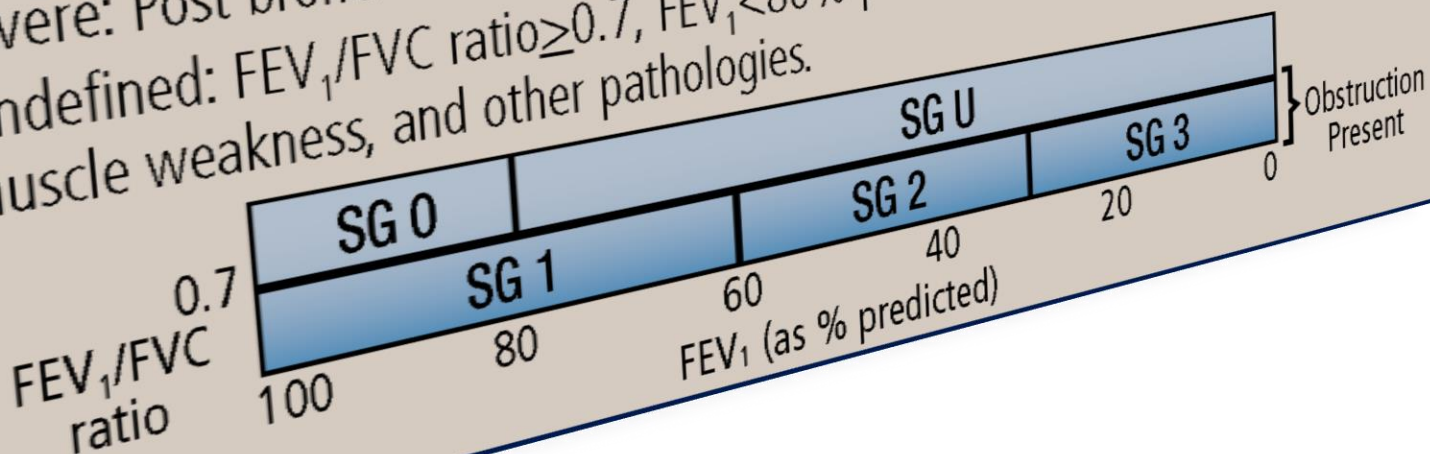 vere: Post
ndefined: FEV₁/FVC ratio≥0.7, FEV₁<80%
uscle weakness, and other pathologies.
SG 0
SG U
SG 1
SG 2
SG 3
Obstruction
Present
0.7
FEV₁/FVC
ratio
100
80
60
40
20
0
FEV₁ (as % predicted)